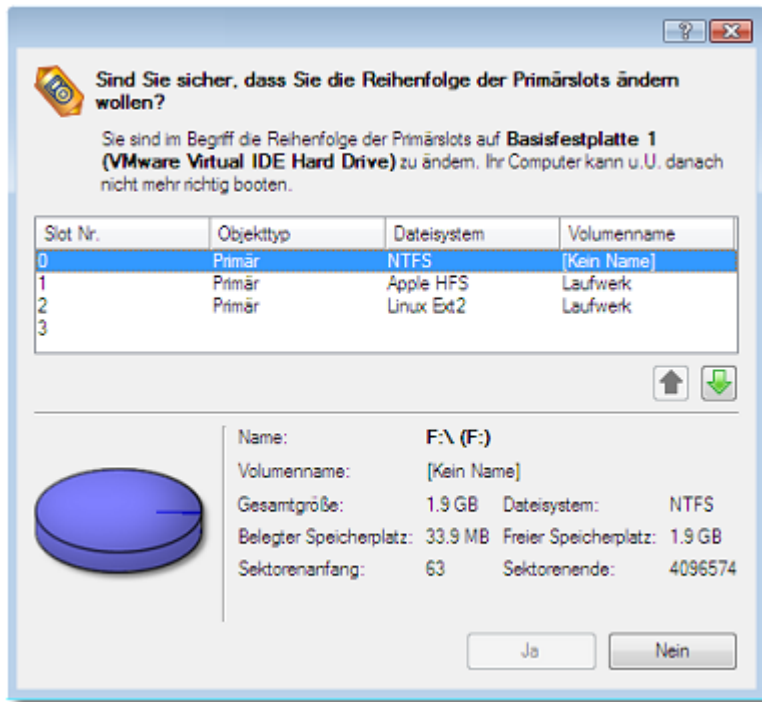 Sind Sie sicher, dass Sie die Reihenfolge der Primärslots ändern
wollen?
Sie sind im Begriff die Reihenfolge der Primärslots auf Basisfestplatte 1
(VMware Virtual IDE Hard Drive) zu ändern. Ihr Computer kann u.U. danach
nicht mehr richtig booten.
Slot Nr. Objekttyp Dateisystem Volumenname
0 Primär NTFS [Kein Name]
1 Primär Apple HFS Laufwerk
2 Primär Linux Ext2 Laufwerk
3
Name: F:\ (F:)
Volumenname: [Kein Name]
Gesamtgröße: 1.9 GB Dateisystem: NTFS
Belegter Speicherplatz: 33.9 MB Freier Speicherplatz: 1.9 GB
Sektorenanfang: 63 Sektorenende: 4096574
Ja Nein